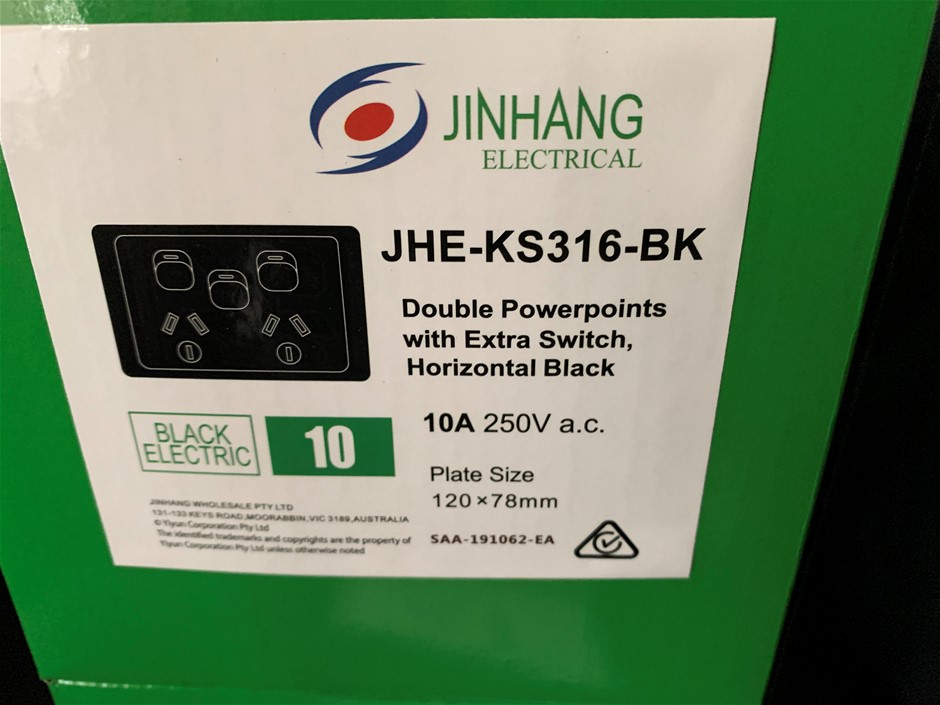 JINHANG
ELECTRICAL
JHE-KS316-BK
Double Powerpoints
with Extra Switch,
Horizontal Black
BLACK
ELECTRIC
10
10A 250V a.c.
Plate Size
120×78mm
JINHANG WHOLESALE PTY LTD
131-133 KEYS ROAD,MOORABBIN,VIC 3189,AUSTRALIA
© Yiyun Corporation Pty Ltd
The identified trademarks and copyrights are the property of
Yiyun Corporation Pty Ltd unless otherwise noted
SAA-191062-EA